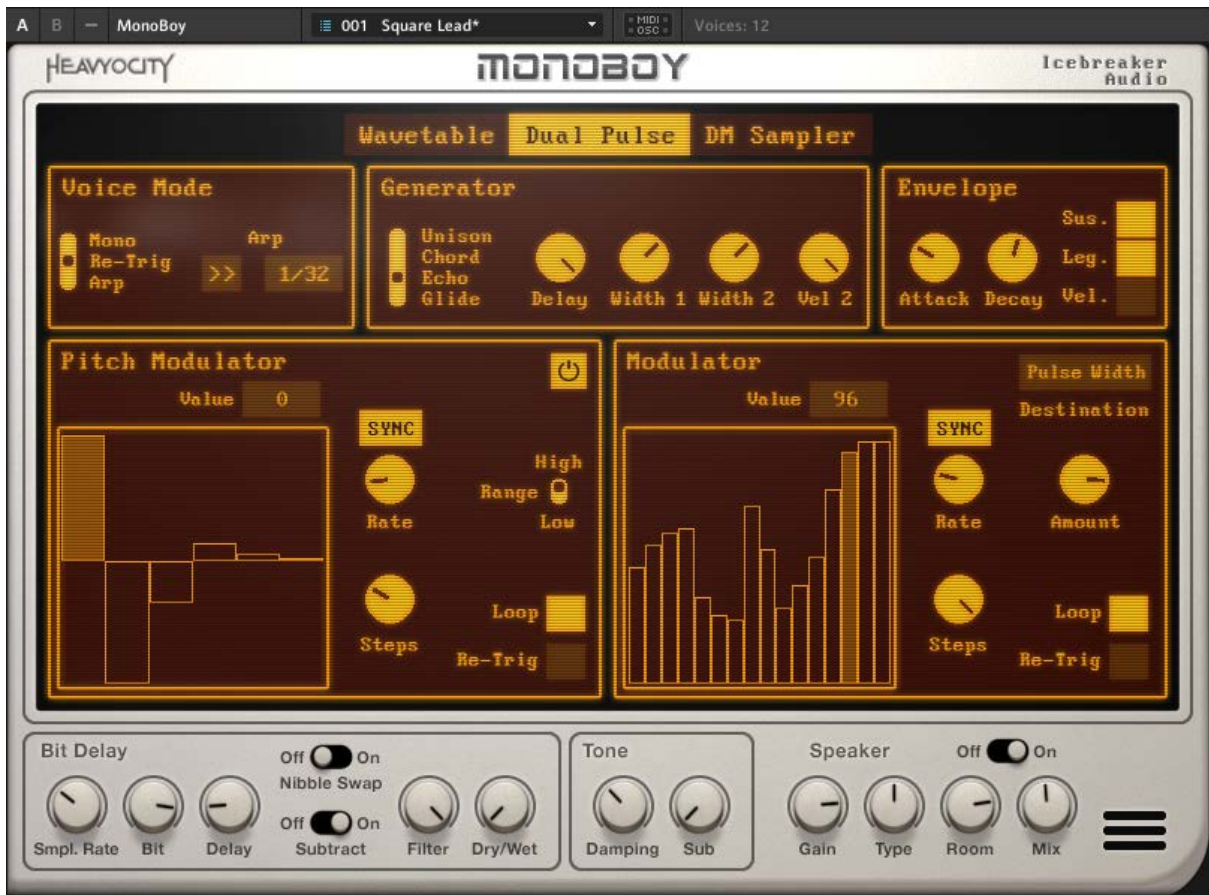 A B MonoBoy 001 Square Lead* MIDI OSC Voices: 12
HEAVYOCITY MONOBOY Icebreaker
Audio
Wavetable Dual Pulse DM Sampler
Voice Mode
Mono
Re-Trig
Arp
Arp
>> 1/32
Generator
Unison
Chord
Echo
Glide
Delay Width 1 Width 2 Vel 2
Envelope
Attack Decay
Sus.
Leg.
Vel.
Pitch Modulator
Value 0
SYNC
Rate
Steps
High
Range
Low
Loop
Re-Trig
Modulator
Value 96
SYNC
Rate
Steps
Pulse Width
Destination
Amount
Loop
Re-Trig
Bit Delay
Off On
Nibble Swap
Off On
Smpl. Rate Bit Delay Subtract Filter Dry/Wet
Tone
Damping Sub
Speaker Off On
Gain Type Room Mix